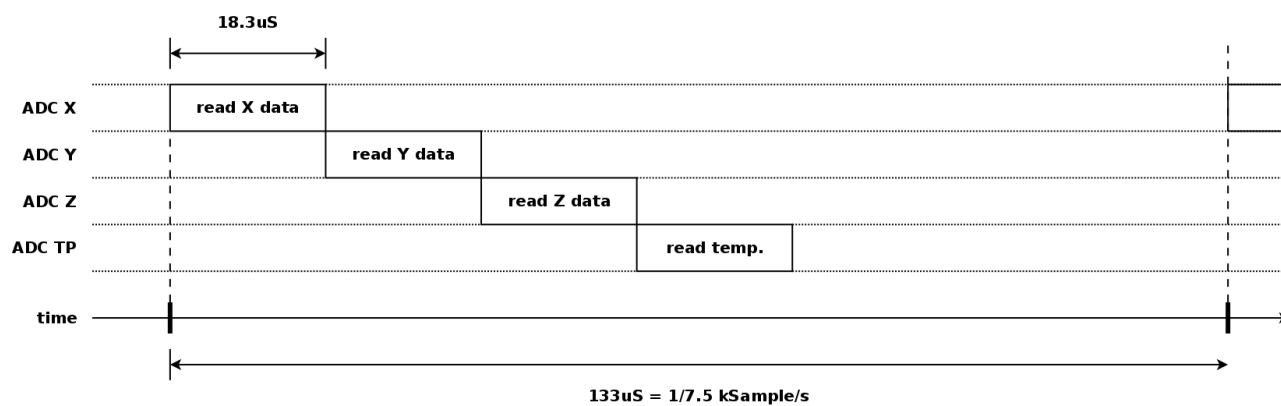 18.3uS
ADC X
read X data
ADC Y
read Y data
ADC Z
read Z data
ADC TP
read temp.
time
133uS = 1/7.5 kSample/s